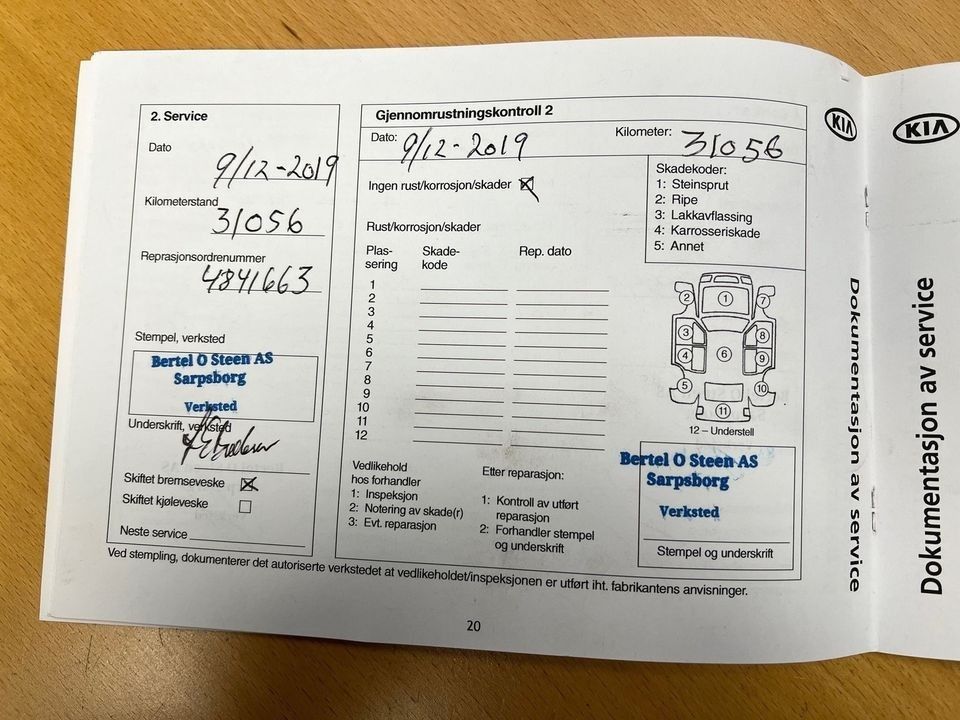 2. Service
Dato
9/12-2019
Kilometerstand
31056
Reprasjonsordrenummer
4841663
Stempel, verksted
Bertel O Steen AS
Sarpsborg
Verksted
Underskrift, verksted
Skiftet bremseveske
Skiftet kjøleveske
Neste service
Gjennomrustningskontroll 2
Dato: 9/12-2019
Kilometer: 31056
Ingen rust/korrosjon/skader
Skadekoder:
1: Steinsprut
2: Ripe
3: Lakkavflassing
4: Karrosseriskade
5: Annet
Rust/korrosjon/skader
Plas-
sering
Skade-
kode
Rep. dato
1
2
3
4
5
6
7
8
9
10
11
12
1
2
7
3
8
6
4
9
5
10
11
12 – Understell
Vedlikehold
hos forhandler
1: Inspeksjon
2: Notering av skade(r)
3: Evt. reparasjon
Etter reparasjon:
1: Kontroll av utført
reparasjon
2: Forhandler stempel
og underskrift
Bertel O Steen AS
Sarpsborg
Verksted
Stempel og underskrift
Ved stempling, dokumenterer det autoriserte verkstedet at vedlikeholdet/inspeksjonen er utført iht. fabrikantens anvisninger.
20
KIA
Dokumentasjon av service
KIA
Dokumentasjon av service